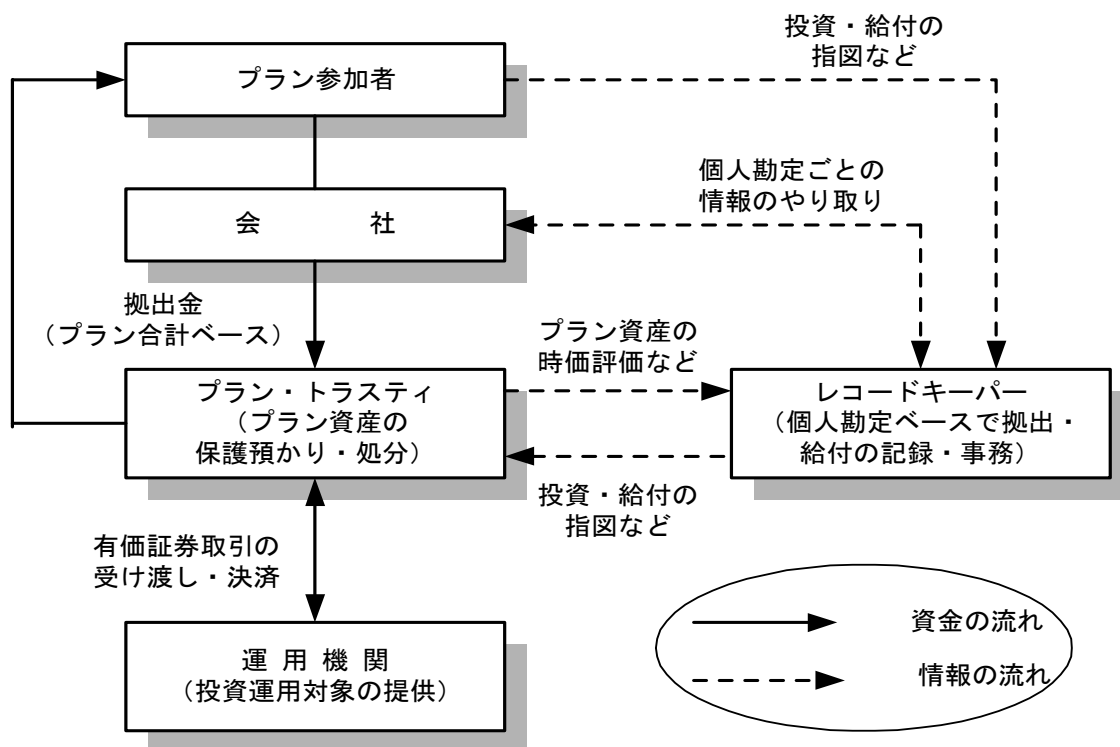 投資・給付の
指図など
プラン参加者
個人勘定ごとの
情報のやり取り
会　　　社
拠出金
（プラン合計ベース）
プラン資産の
時価評価など
プラン・トラスティ
（プラン資産の
保護預かり・処分）
レコードキーパー
（個人勘定ベースで拠出・
給付の記録・事務）
投資・給付の
指図など
有価証券取引の
受け渡し・決済
運 用 機 関
（投資運用対象の提供）
資金の流れ
情報の流れ